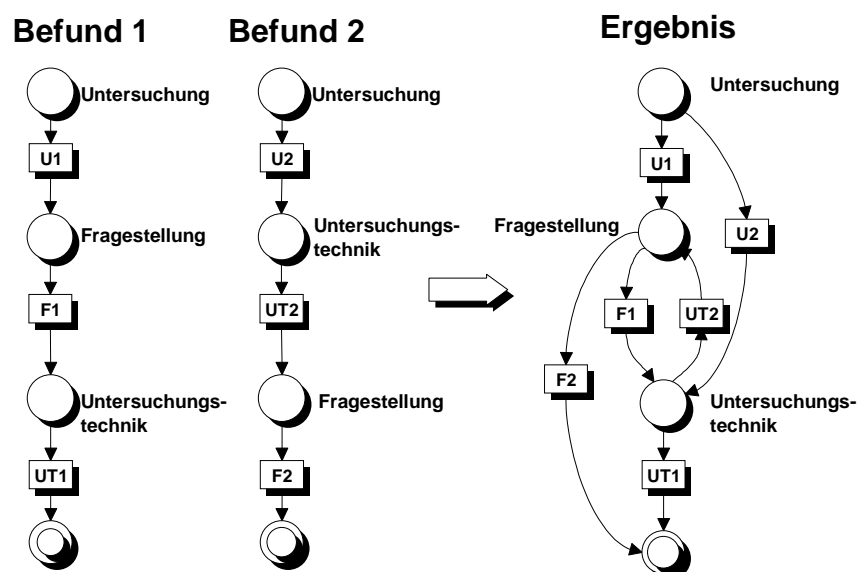 Befund 1
Untersuchung
U1
Fragestellung
F1
Untersuchungs-
technik
UT1
Befund 2
Untersuchung
U2
Untersuchungs-
technik
UT2
Fragestellung
F2
Ergebnis
Untersuchung
U1
U2
Fragestellung
F1
UT2
F2
Untersuchungs-
technik
UT1